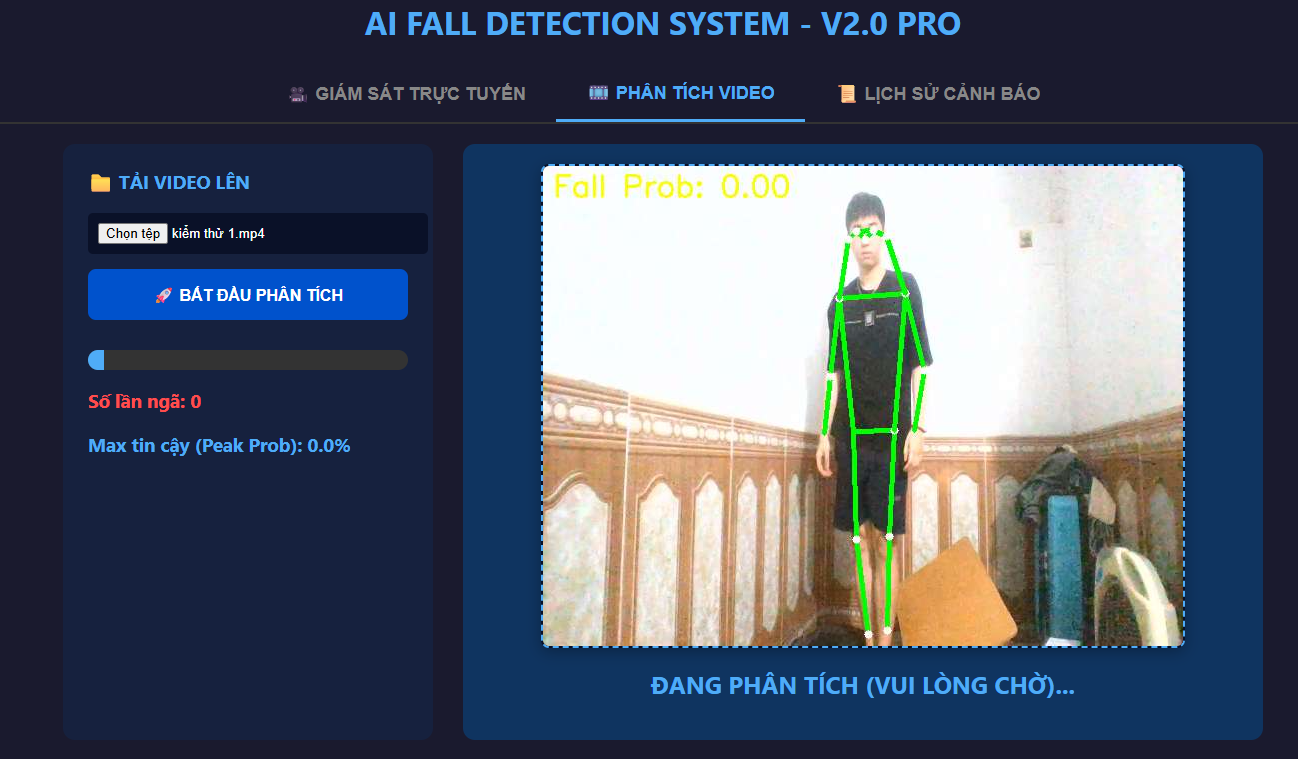 AI FALL DETECTION SYSTEM - V2.0 PRO
🎥 GIÁM SÁT TRỰC TUYẾN
🎞️ PHÂN TÍCH VIDEO
📜 LỊCH SỬ CẢNH BÁO
📁 TẢI VIDEO LÊN
Chọn tệp kiểm thử 1.mp4
🚀 BẮT ĐẦU PHÂN TÍCH
Số lần ngã: 0
Max tin cậy (Peak Prob): 0.0%
Fall Prob: 0.00
ĐANG PHÂN TÍCH (VUI LÒNG CHỜ)...